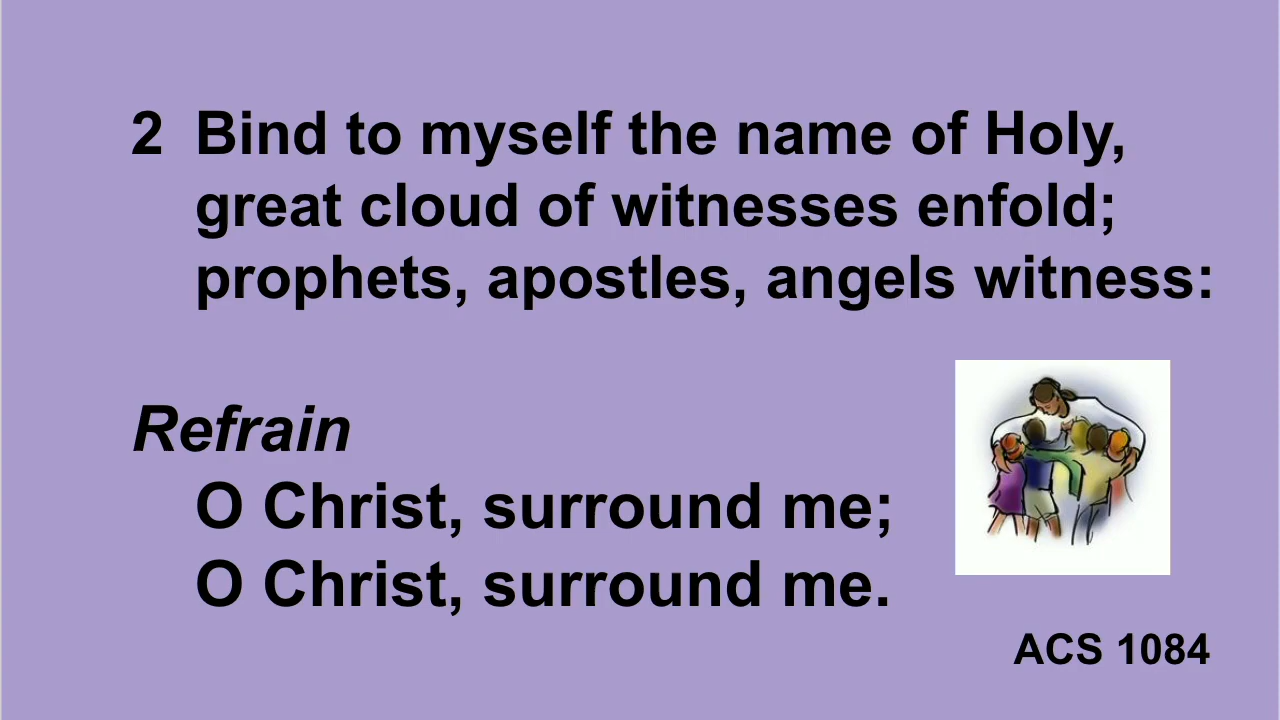 2 Bind to myself the name of Holy,
great cloud of witnesses enfold;
prophets, apostles, angels witness:
Refrain
O Christ, surround me;
O Christ, surround me.
ACS 1084